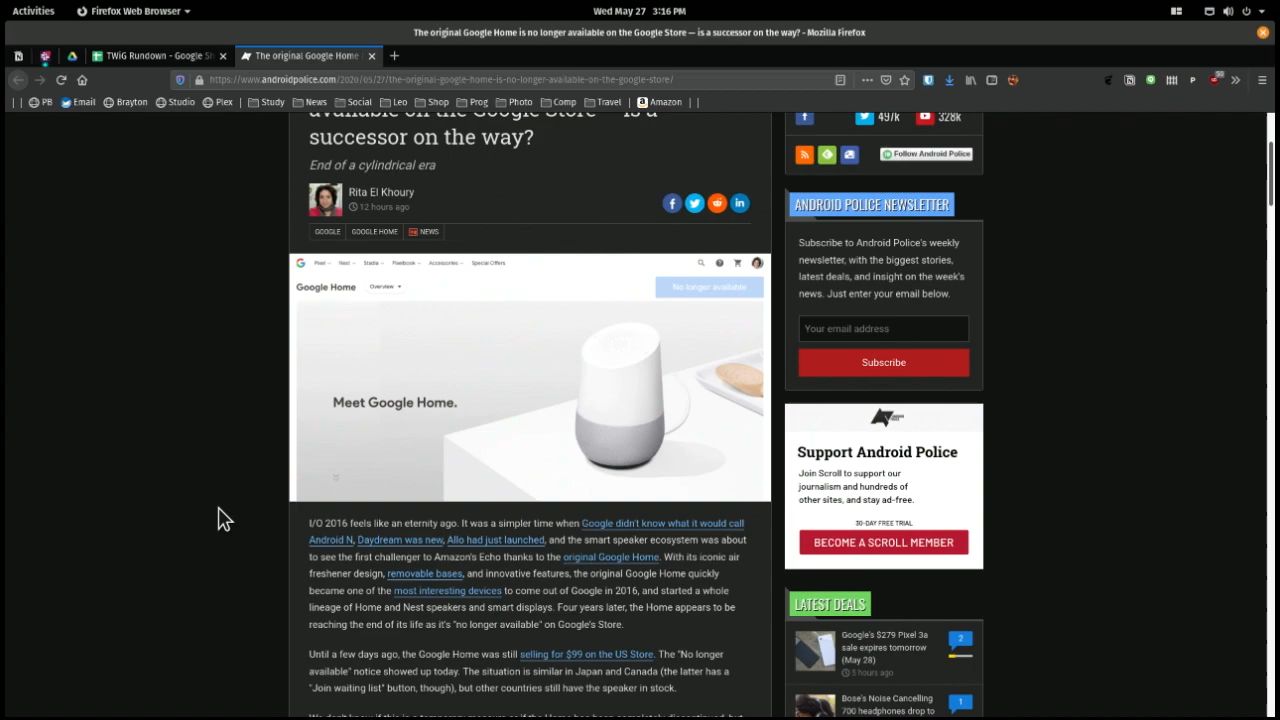 Activities
Firefox Web Browser
Wed May 27 3:16 PM
The original Google Home is no longer available on the Google Store — is a successor on the way? - Mozilla Firefox
TWiG Rundown - Google Sh
The original Google Home
https://www.androidpolice.com/2020/05/27/the-original-google-home-is-no-longer-available-on-the-google-store/
PB
Email
Brayton
Studio
Plex
Study
News
Social
Leo
Shop
Prog
Photo
Comp
Travel
Amazon
available on the Google Store — is a
successor on the way?
End of a cylindrical era
Rita El Khoury
12 hours ago
GOOGLE
GOOGLE HOME
NEWS
Pixel
Nest
Stadia
Pixelbook
Accessories
Special Offers
Google Home
Overview
No longer available
Meet Google Home.
I/O 2016 feels like an eternity ago. It was a simpler time when Google didn't know what it would call
Android N, Daydream was new, Allo had just launched, and the smart speaker ecosystem was about
to see the first challenger to Amazon's Echo thanks to the original Google Home. With its iconic air
freshener design, removable bases, and innovative features, the original Google Home quickly
became one of the most interesting devices to come out of Google in 2016, and started a whole
lineage of Home and Nest speakers and smart displays. Four years later, the Home appears to be
reaching the end of its life as it's "no longer available" on Google's Store.
Until a few days ago, the Google Home was still selling for $99 on the US Store. The "No longer
available" notice showed up today. The situation is similar in Japan and Canada (the latter has a
"Join waiting list" button, though), but other countries still have the speaker in stock.
497k
328k
Follow Android Police
ANDROID POLICE NEWSLETTER
Subscribe to Android Police's weekly
newsletter, with the biggest stories,
latest deals, and insight on the week's
news. Just enter your email below.
Your email address
Subscribe
Support Android Police
Join Scroll to support our
journalism and hundreds of
other sites, and stay ad-free.
30-DAY FREE TRIAL
BECOME A SCROLL MEMBER
LATEST DEALS
Google's $279 Pixel 3a
sale expires tomorrow
(May 28)
5 hours ago
2
Bose's Noise Cancelling
700 headphones drop to
1